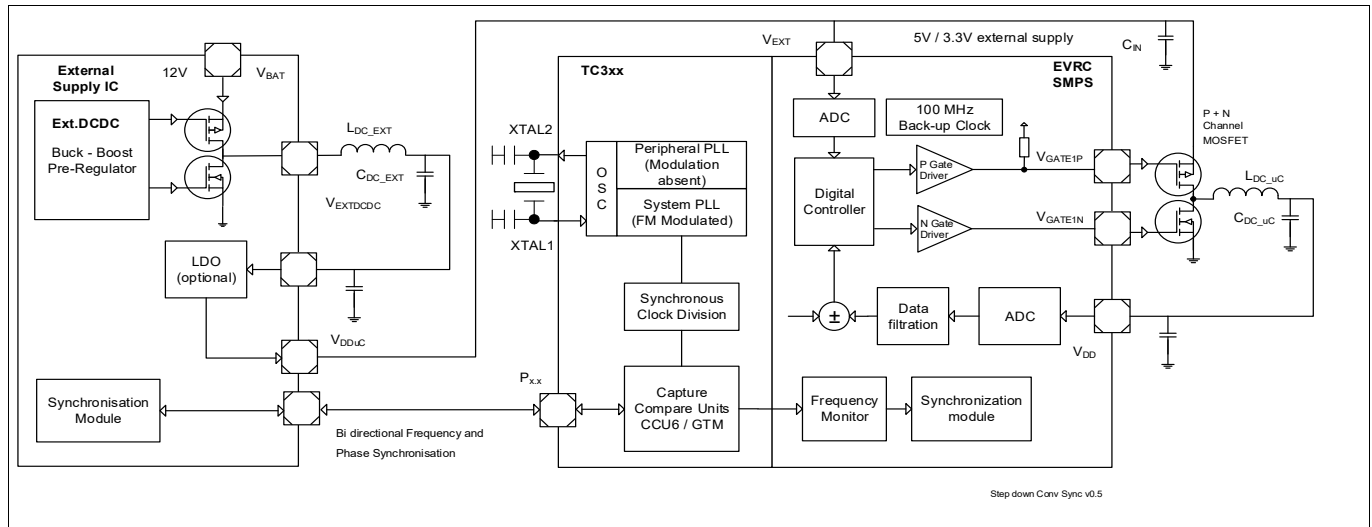 External
Supply IC
12V
VBAT
Ext.DCDC
Buck - Boost
Pre-Regulator
LDC_EXT
CDC_EXT
VEXTDCDC
LDO
(optional)
VDDuC
Synchronisation
Module
Bi directional Frequency and
Phase Synchronisation
Px.x
XTAL2
XTAL1
TC3xx
OSC
Peripheral PLL
(Modulation
absent)
System PLL
(FM Modulated)
Synchronous
Clock Division
Capture
Compare Units
CCU6 / GTM
VEXT
5V / 3.3V external supply
CIN
EVRC
SMPS
ADC
100 MHz
Back-up Clock
Digital
Controller
P Gate
Driver
N Gate
Driver
VGATE1P
VGATE1N
P + N
Channel
MOSFET
LDC_uC
CDC_uC
±
Data
filtration
ADC
VDD
Frequency
Monitor
Synchronization
module
Step down Conv Sync v0.5